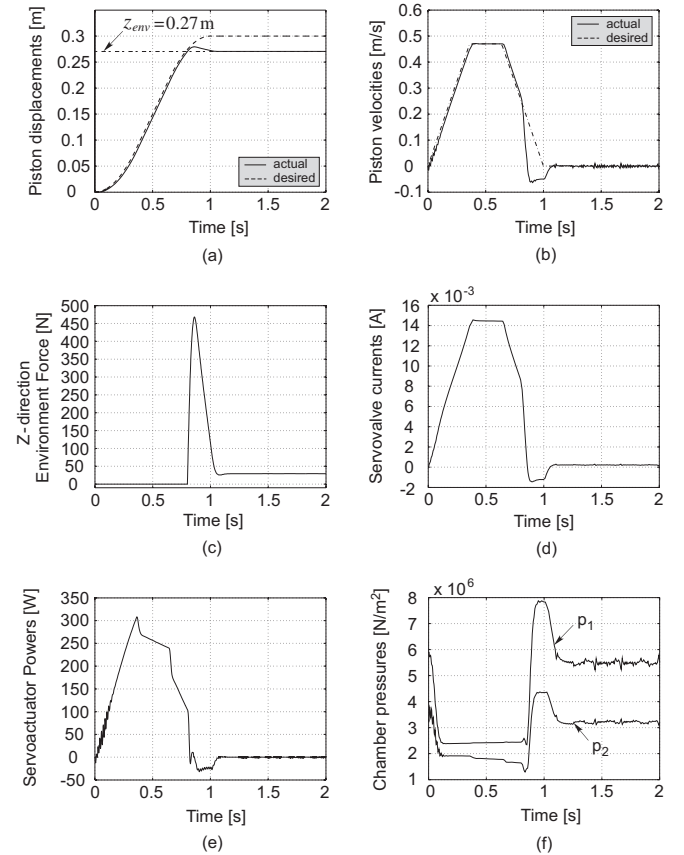 Piston displacements [m]
z_env = 0.27 m
0.3
0.25
0.2
0.15
0.1
0.05
0
actual
desired
0 0.5 1 1.5 2
Time [s]
(a)
Piston velocities [m/s]
0.6
0.5
0.4
0.3
0.2
0.1
0
-0.1
actual
desired
0 0.5 1 1.5 2
Time [s]
(b)
Z-direction
Environment Force [N]
500
450
400
350
300
250
200
150
100
50
0
0 0.5 1 1.5 2
Time [s]
(c)
Servovalve currents [A]
x 10⁻³
16
14
12
10
8
6
4
2
0
-2
0 0.5 1 1.5 2
Time [s]
(d)
Servoactuator Powers [W]
350
300
250
200
150
100
50
0
-50
0 0.5 1 1.5 2
Time [s]
(e)
Chamber pressures [N/m²]
x 10⁶
8
7
6
5
4
3
2
1
p₁
p₂
0 0.5 1 1.5 2
Time [s]
(f)